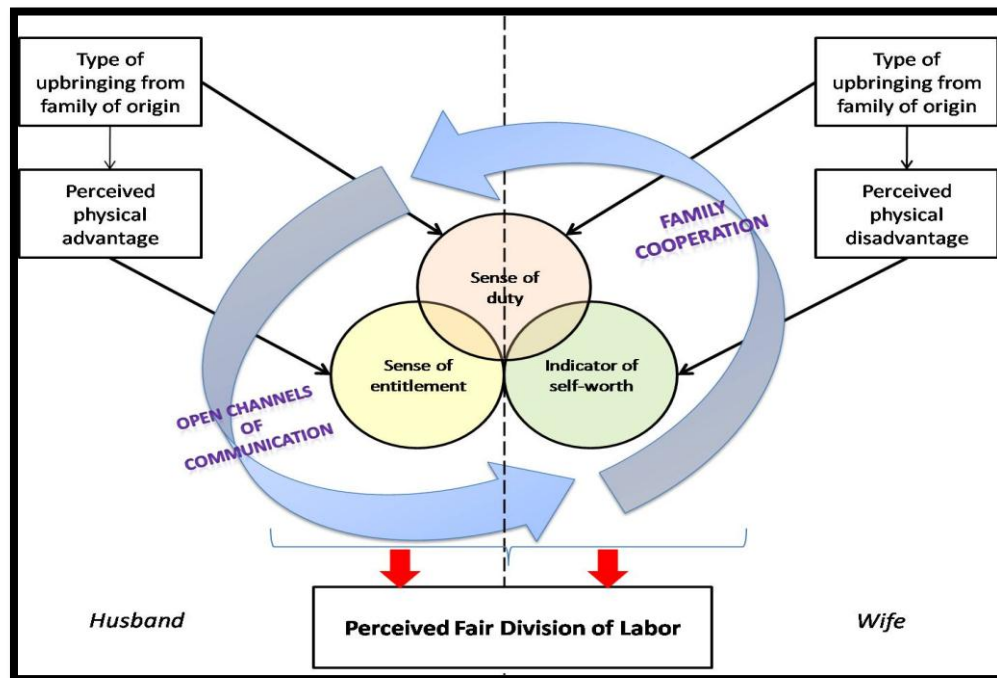 Type of
upbringing from
family of origin
Type of
upbringing from
family of origin
Perceived
physical
advantage
Perceived
physical
disadvantage
FAMILY
COOPERATION
Sense of
duty
Sense of
entitlement
Indicator of
self-worth
OPEN CHANNELS
OF
COMMUNICATION
Husband
Perceived Fair Division of Labor
Wife